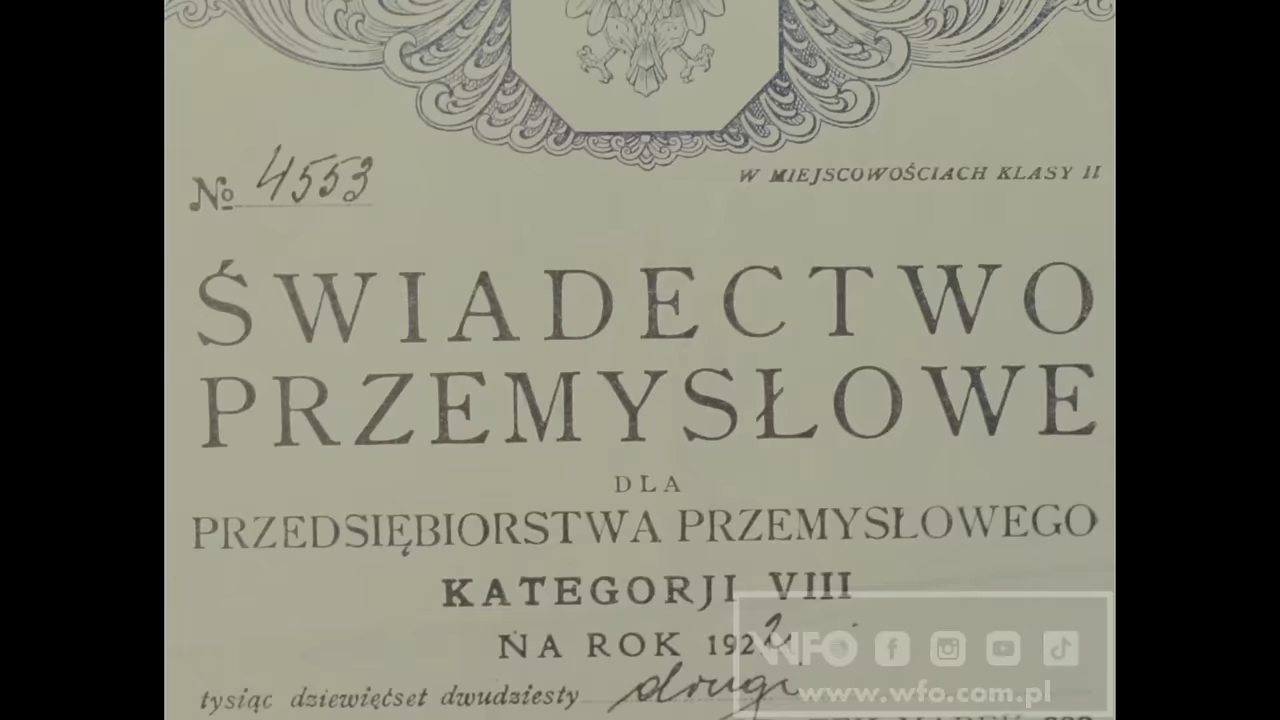 № 4553
W MIEJSCOWOŚCIACH KLASY II
ŚWIADECTWO
PRZEMYSŁOWE
DLA
PRZEDSIĘBIORSTWA PRZEMYSŁOWEGO
KATEGORJI VIII
NA ROK 1922
tysiąc dziewięćset dwudziesty drugi
WFO
www.wfo.com.pl